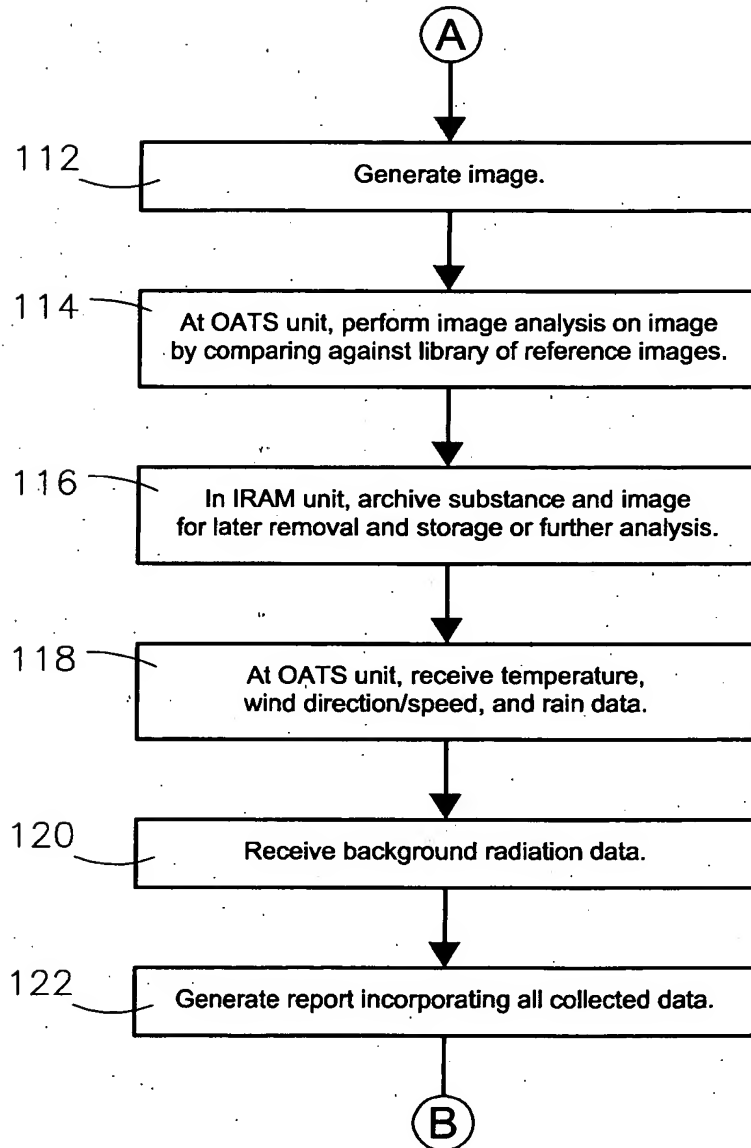 A
112
Generate image.
114
At OATS unit, perform image analysis on image
by comparing against library of reference images.
116
In IRAM unit, archive substance and image
for later removal and storage or further analysis.
118
At OATS unit, receive temperature,
wind direction/speed, and rain data.
120
Receive background radiation data.
122
Generate report incorporating all collected data.
B